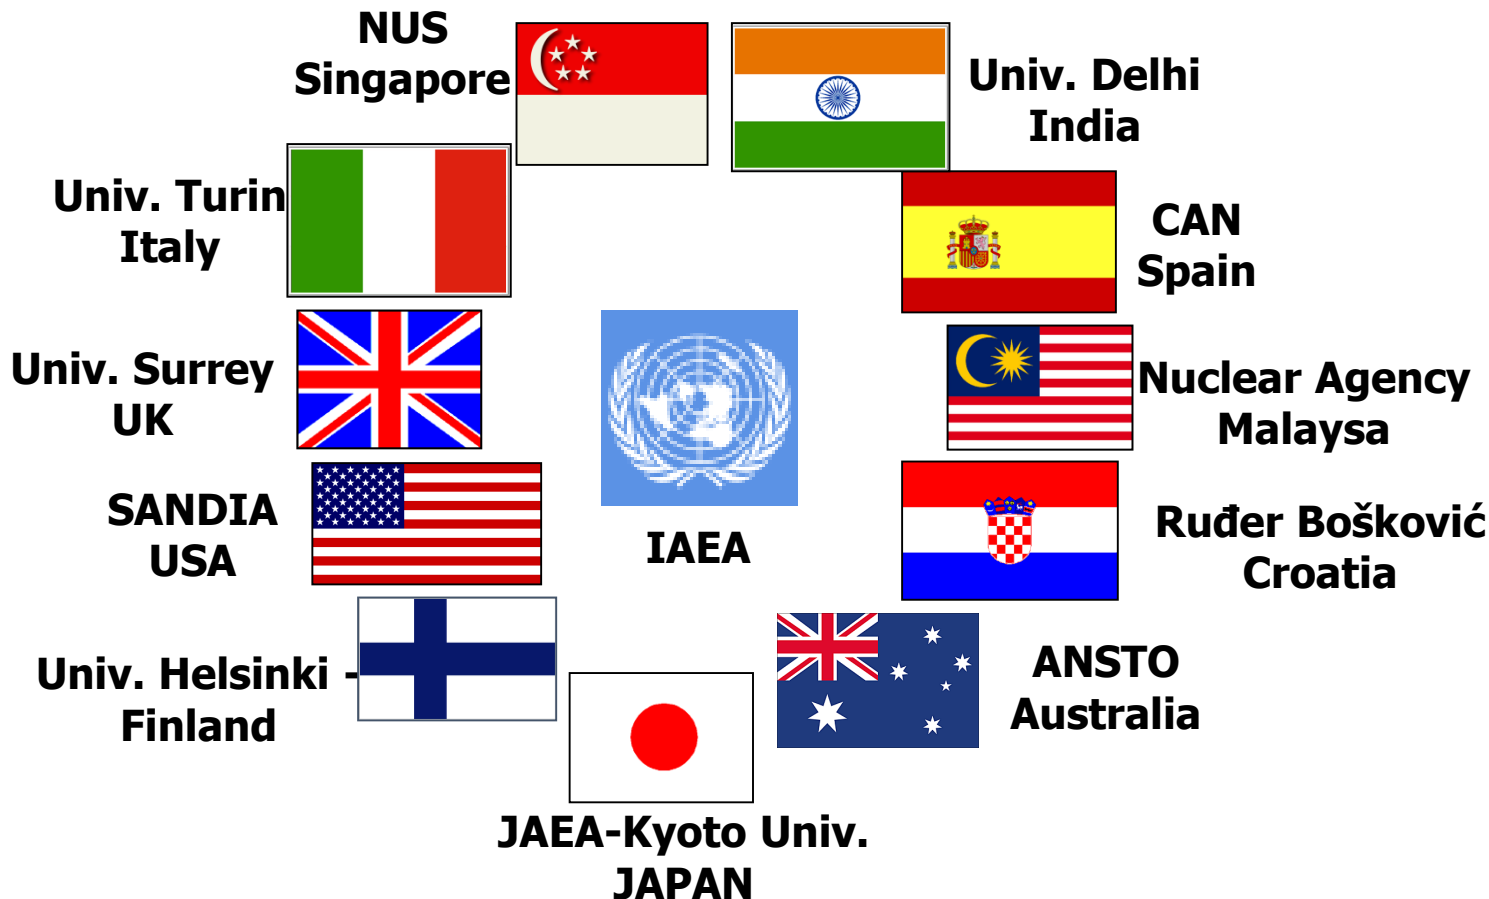 NUS
Singapore
Univ. Delhi
India
Univ. Turin
Italy
CAN
Spain
Univ. Surrey
UK
Nuclear Agency
Malaysa
SANDIA
USA
IAEA
Ruđer Bošković
Croatia
Univ. Helsinki -
Finland
ANSTO
Australia
JAEA-Kyoto Univ.
JAPAN